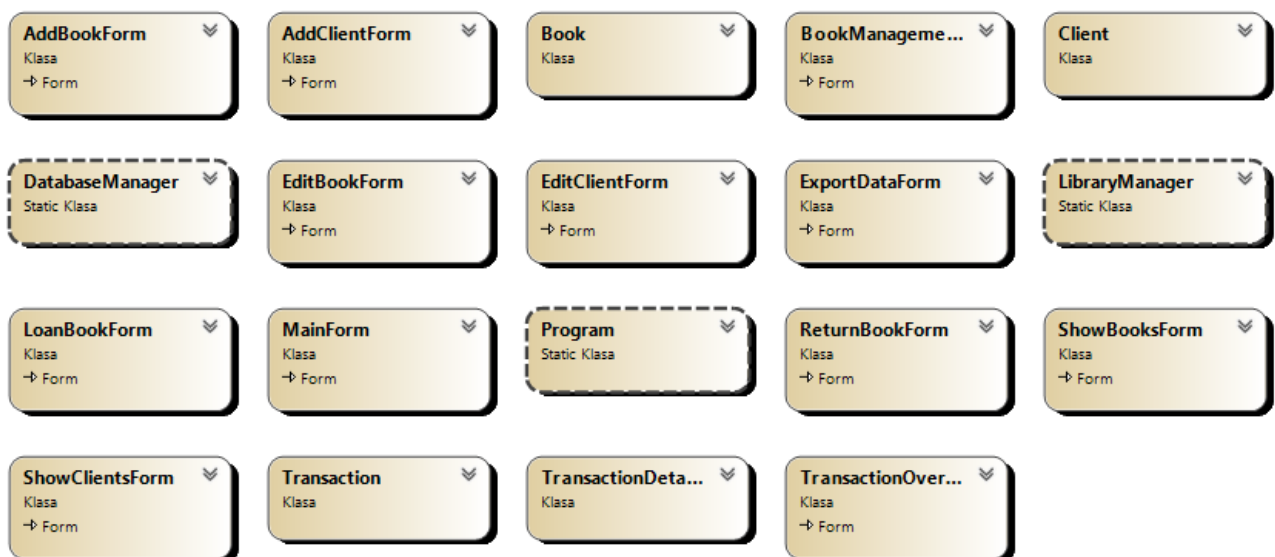 AddBookForm
Klasa
Form
AddClientForm
Klasa
Form
Book
Klasa
BookManageme...
Klasa
Form
Client
Klasa
DatabaseManager
Static Klasa
EditBookForm
Klasa
Form
EditClientForm
Klasa
Form
ExportDataForm
Klasa
Form
LibraryManager
Static Klasa
LoanBookForm
Klasa
Form
MainForm
Klasa
Form
Program
Static Klasa
ReturnBookForm
Klasa
Form
ShowBooksForm
Klasa
Form
ShowClientsForm
Klasa
Form
Transaction
Klasa
TransactionDeta...
Klasa
TransactionOver...
Klasa
Form